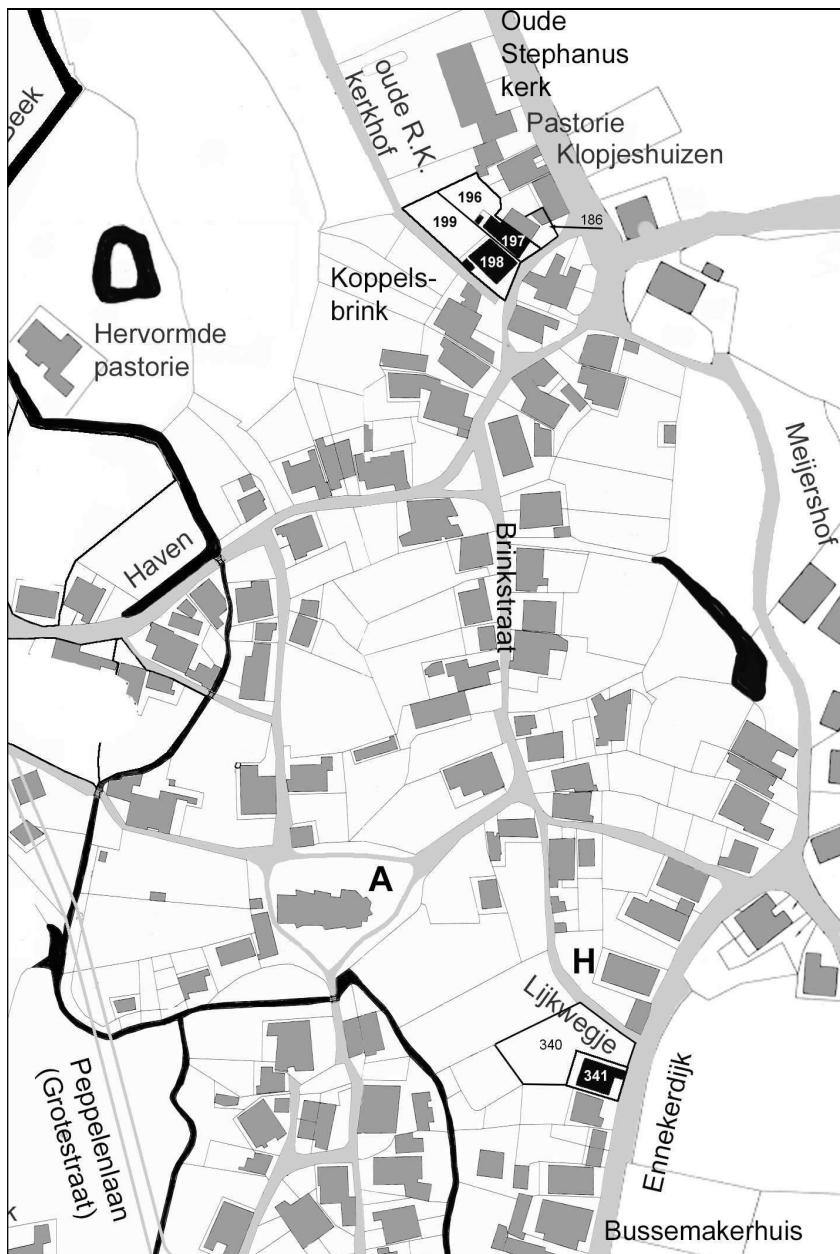 Oude
Stephanus
kerk
oude R.K.
kerkhof
Pastorie
Klopjeshuizen
196
199
186
197
198
Koppels-
brink
Hervormde
pastorie
Meijershof
Haven
Brinkstraat
A
H
Lijkwegje
340
341
Peppelenlaan
(Grotestraat)
Ennekerdijk
Bussemakerhuis